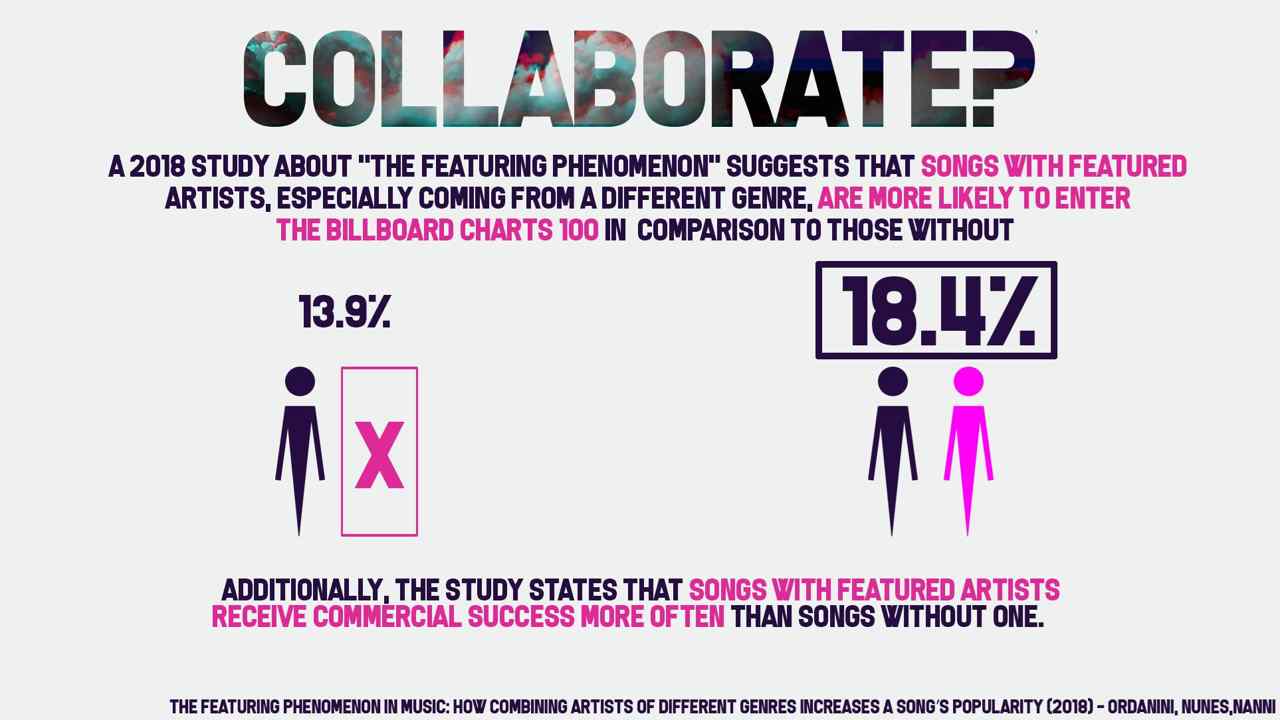 COLLABORATE?
A 2018 STUDY ABOUT "THE FEATURING PHENOMENON" SUGGESTS THAT SONGS WITH FEATURED
ARTISTS, ESPECIALLY COMING FROM A DIFFERENT GENRE, ARE MORE LIKELY TO ENTER
THE BILLBOARD CHARTS 100 IN COMPARISON TO THOSE WITHOUT
13.9%
18.4%
X
ADDITIONALLY, THE STUDY STATES THAT SONGS WITH FEATURED ARTISTS
RECEIVE COMMERCIAL SUCCESS MORE OFTEN THAN SONGS WITHOUT ONE.
THE FEATURING PHENOMENON IN MUSIC: HOW COMBINING ARTISTS OF DIFFERENT GENRES INCREASES A SONG'S POPULARITY (2018) - ORDANINI, NUNES,NANNI